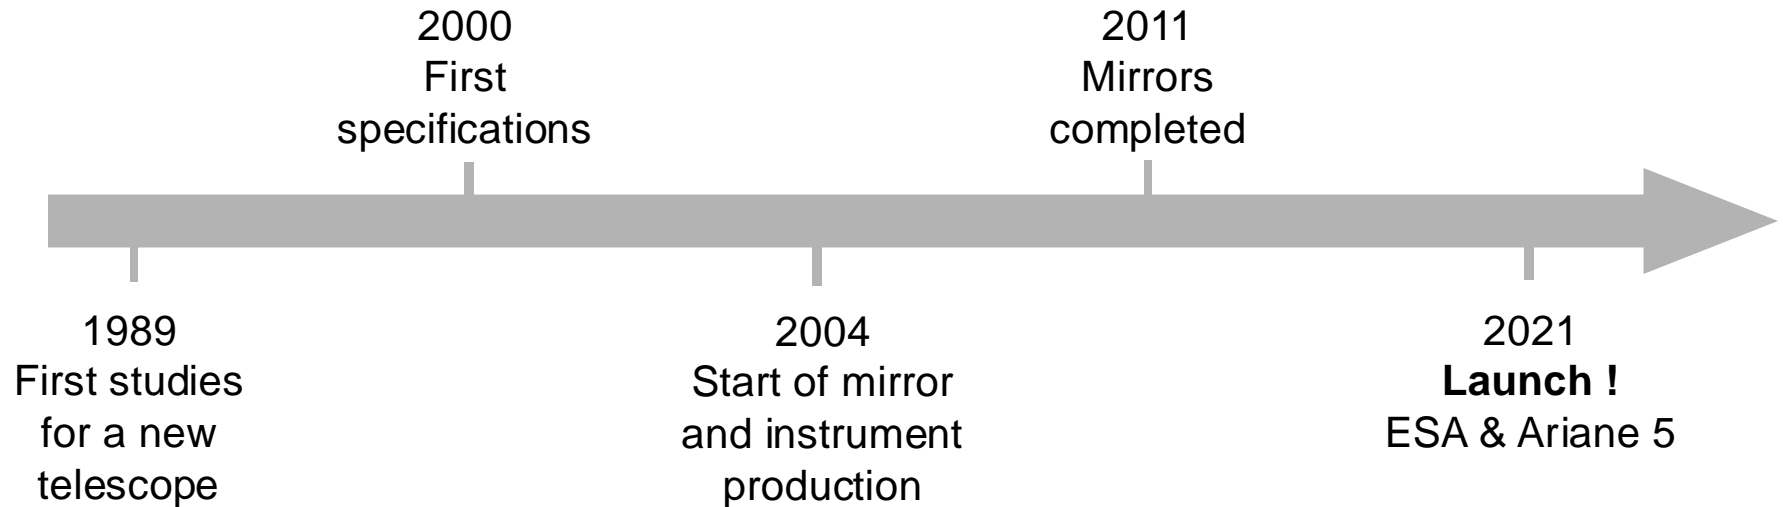 2000
First
specifications
2011
Mirrors
completed
1989
First studies
for a new
telescope
2004
Start of mirror
and instrument
production
2021
Launch !
ESA & Ariane 5